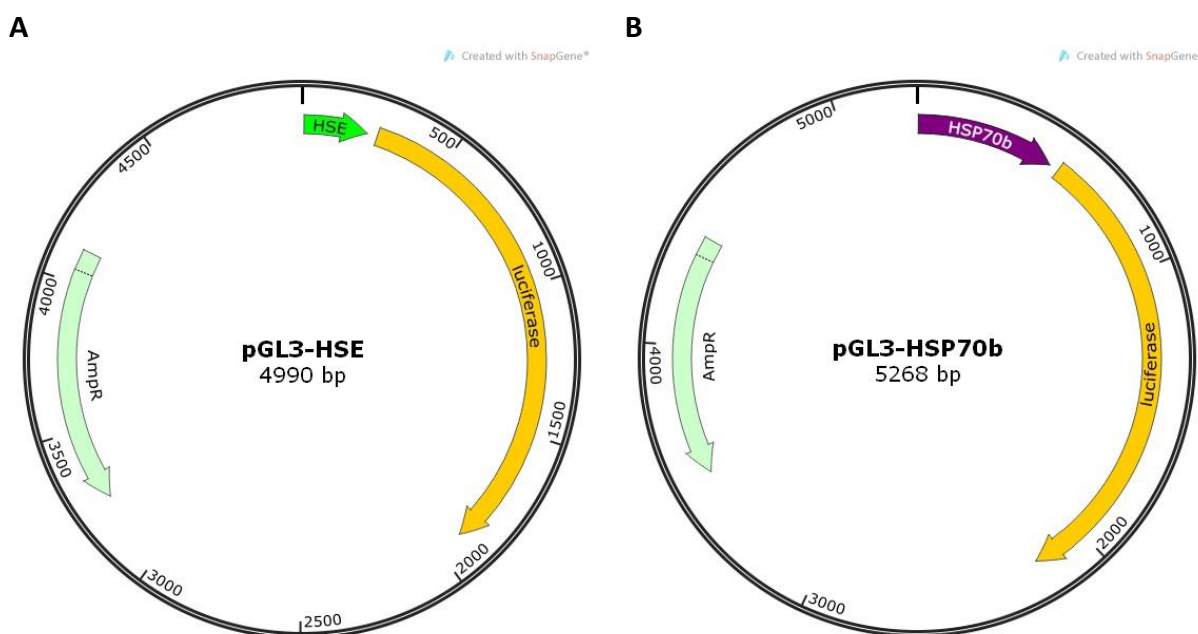 A
Created with SnapGene®
HSE
500
1000
luciferase
1500
2000
2500
3000
3500
AmpR
4000
4500
pGL3-HSE
4990 bp
B
Created with SnapGene
HSP70b
1000
luciferase
2000
3000
4000
AmpR
5000
pGL3-HSP70b
5268 bp